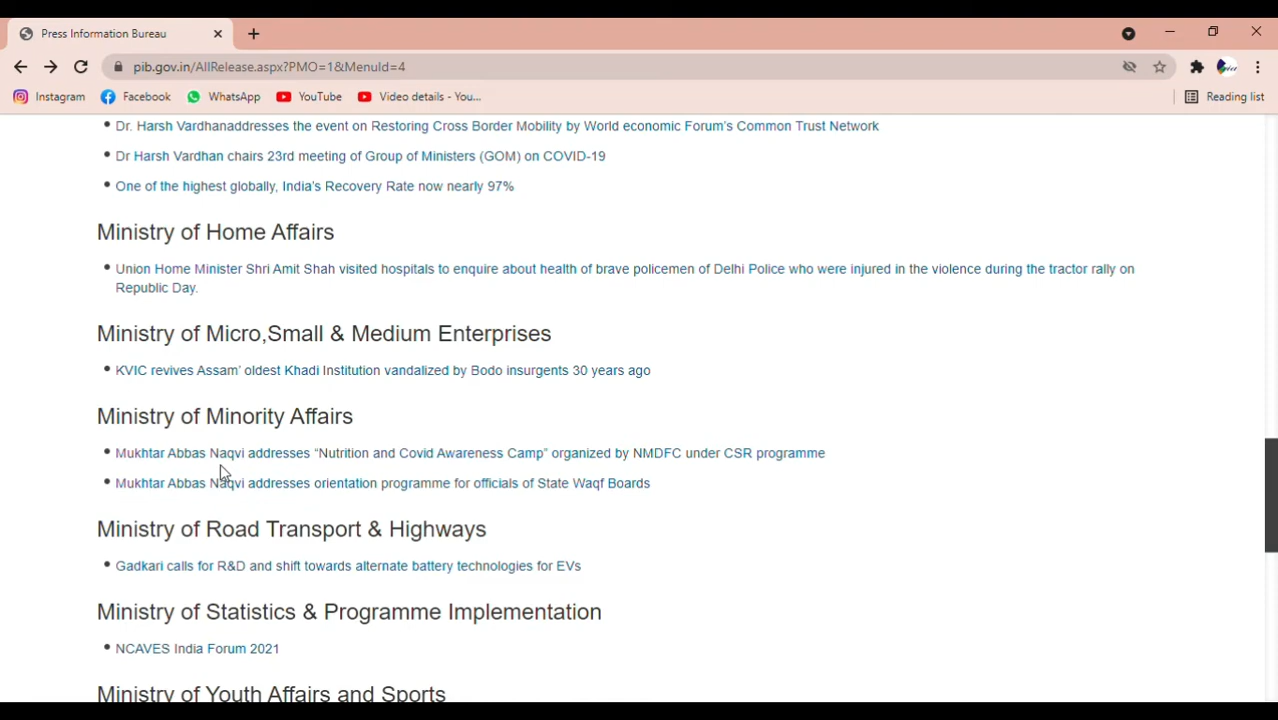 Press Information Bureau
pib.gov.in/AllRelease.aspx?PMO=1&MenuId=4
Instagram Facebook WhatsApp YouTube Video details - You... Reading list
Dr. Harsh Vardhanaddresses the event on Restoring Cross Border Mobility by World economic Forum's Common Trust Network
Dr Harsh Vardhan chairs 23rd meeting of Group of Ministers (GOM) on COVID-19
One of the highest globally, India's Recovery Rate now nearly 97%
Ministry of Home Affairs
Union Home Minister Shri Amit Shah visited hospitals to enquire about health of brave policemen of Delhi Police who were injured in the violence during the tractor rally on
Republic Day.
Ministry of Micro,Small & Medium Enterprises
KVIC revives Assam' oldest Khadi Institution vandalized by Bodo insurgents 30 years ago
Ministry of Minority Affairs
Mukhtar Abbas Naqvi addresses “Nutrition and Covid Awareness Camp” organized by NMDFC under CSR programme
Mukhtar Abbas Naqvi addresses orientation programme for officials of State Waqf Boards
Ministry of Road Transport & Highways
Gadkari calls for R&D and shift towards alternate battery technologies for EVs
Ministry of Statistics & Programme Implementation
NCAVES India Forum 2021
Ministry of Youth Affairs and Sports